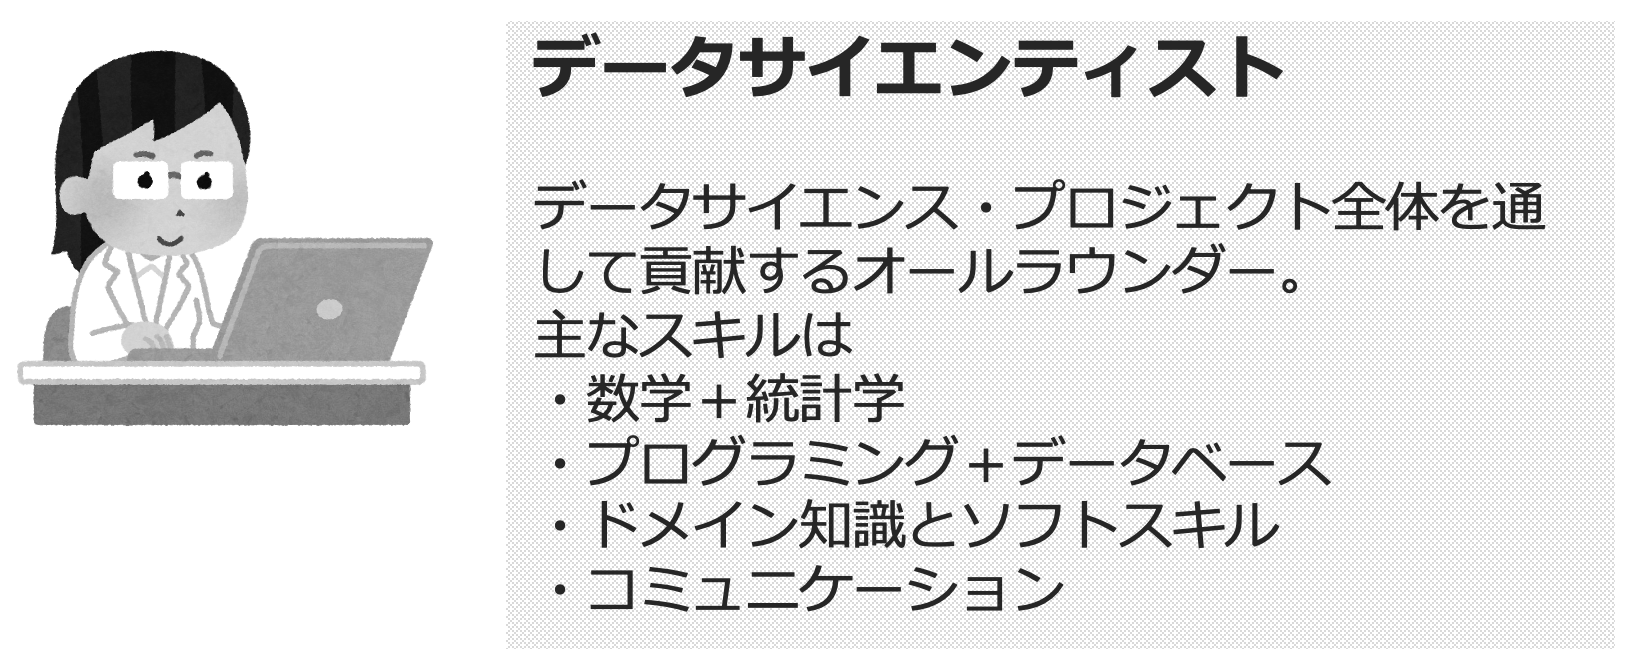 データサイエンティスト
データサイエンス・プロジェクト全体を通
して貢献するオールラウンダー。
主なスキルは
・数学＋統計学
・プログラミング＋データベース
・ドメイン知識とソフトスキル
・コミュニケーション